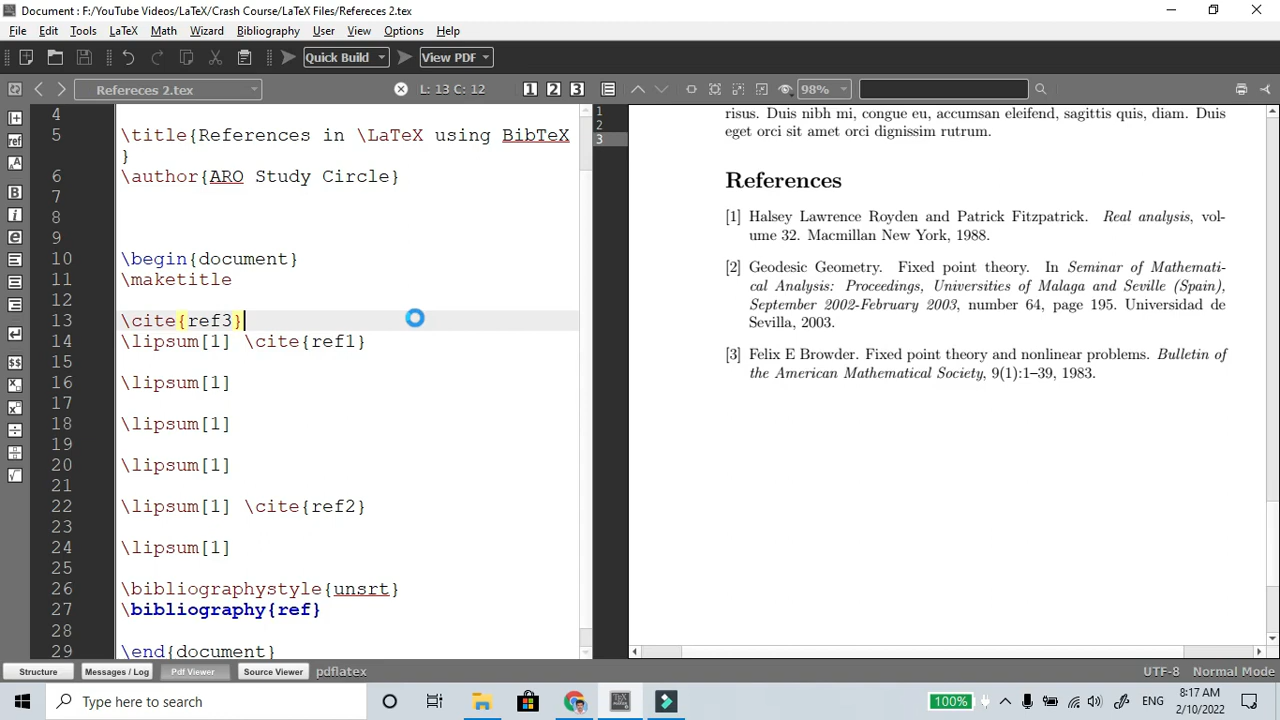 Document : F:/YouTube Videos/LaTeX/Crash Course/LaTeX Files/Refereces 2.tex
File Edit Tools LaTeX Math Wizard Bibliography User View Options Help
Quick Build View PDF
Refereces 2.tex L: 13 C: 12 1 2 3 98%
4
5 \title{References in \LaTeX using BibTeX
}
6 \author{ARO Study Circle}
7
8
9
10 \begin{document}
11 \maketitle
12
13 \cite{ref3}
14 \lipsum[1] \cite{ref1}
15
16 \lipsum[1]
17
18 \lipsum[1]
19
20 \lipsum[1]
21
22 \lipsum[1] \cite{ref2}
23
24 \lipsum[1]
25
26 \bibliographystyle{unsrt}
27 \bibliography{ref}
28
29 \end{document}
1
2
3
risus. Duis nibh mi, congue eu, accumsan eleifend, sagittis quis, diam. Duis
eget orci sit amet orci dignissim rutrum.
References
[1] Halsey Lawrence Royden and Patrick Fitzpatrick. Real analysis, vol-
ume 32. Macmillan New York, 1988.
[2] Geodesic Geometry. Fixed point theory. In Seminar of Mathemati-
cal Analysis: Proceedings, Universities of Malaga and Seville (Spain),
September 2002-February 2003, number 64, page 195. Universidad de
Sevilla, 2003.
[3] Felix E Browder. Fixed point theory and nonlinear problems. Bulletin of
the American Mathematical Society, 9(1):1–39, 1983.
Structure Messages / Log Pdf Viewer Source Viewer pdflatex UTF-8 Normal Mode
Type here to search 100% ENG 8:17 AM
2/10/2022